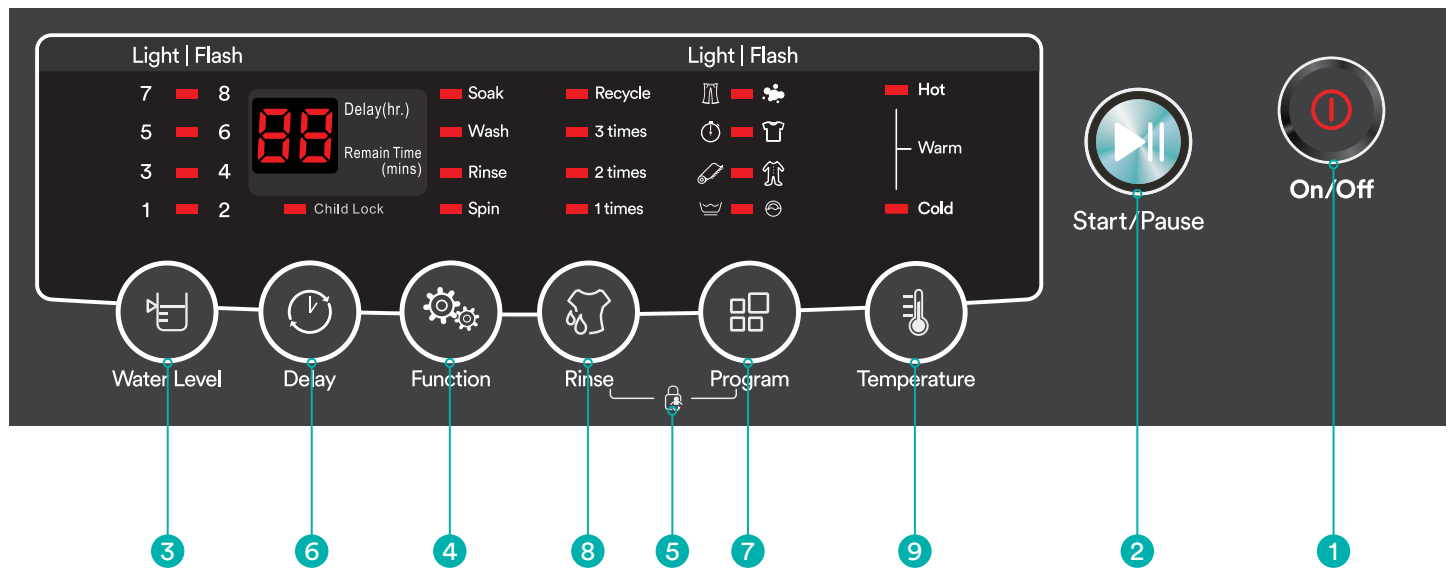 Light | Flash
Light | Flash
7 8
5 6
3 4
1 2
88
Delay(hr.)
Remain Time
(mins)
Child Lock
Soak
Wash
Rinse
Spin
Recycle
3 times
2 times
1 times
Hot
Warm
Cold
Start/Pause
On/Off
Water Level
Delay
Function
Rinse
Program
Temperature
3 6 4 8 5 7 9 2 1